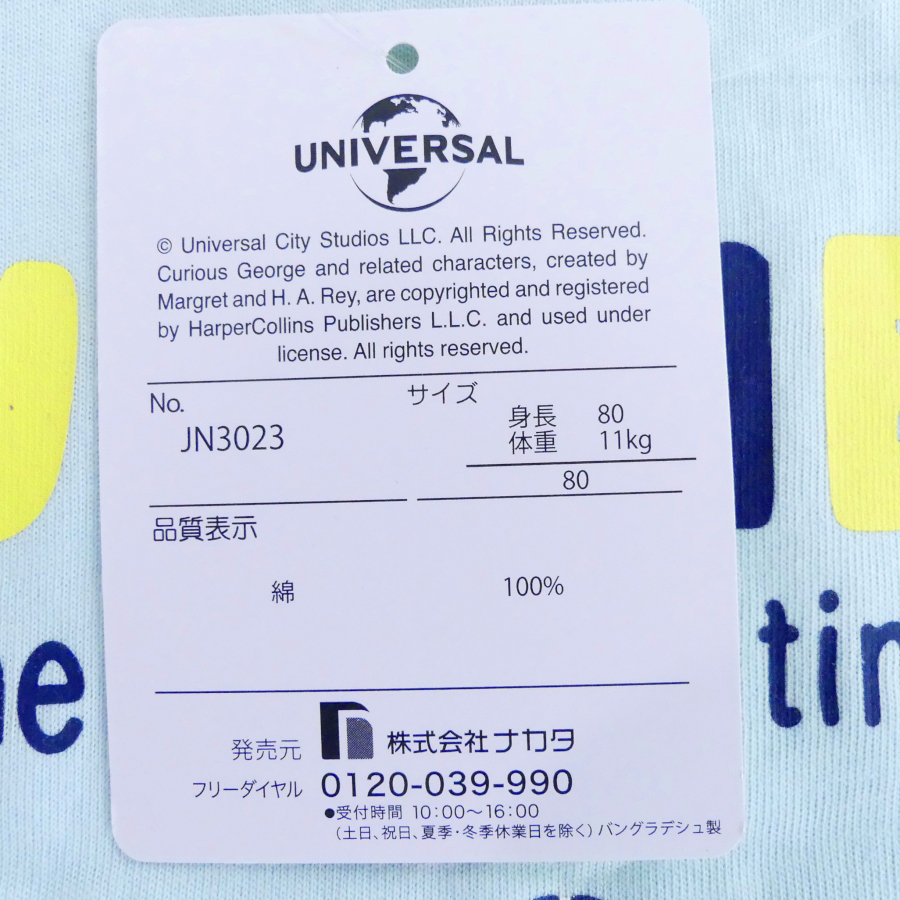 UNIVERSAL
© Universal City Studios LLC. All Rights Reserved.
Curious George and related characters, created by
Margret and H. A. Rey, are copyrighted and registered
by HarperCollins Publishers L.L.C. and used under
license. All rights reserved.
No.
JN3023
サイズ
身長 80
体重 11kg
80
品質表示
綿 100%
発売元 株式会社ナカタ
フリーダイヤル 0120-039-990
●受付時間 10:00〜16:00
(土日、祝日、夏季・冬季休業日を除く) バングラデシュ製
tim